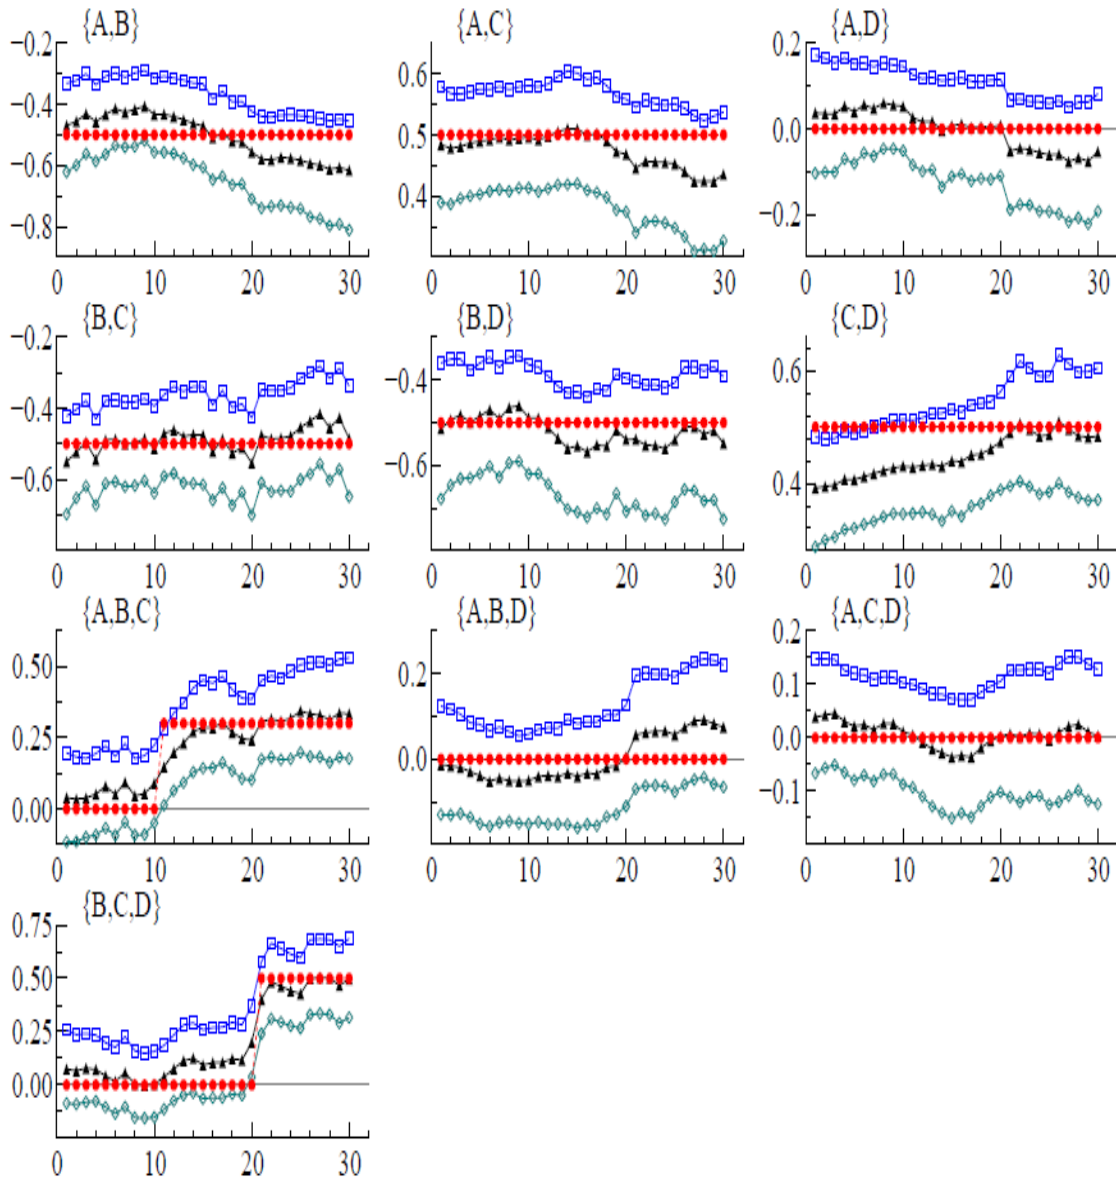 {A,B} {A,C} {A,D}
−0.2 0.6 0.2
−0.4 0.5 0.0
−0.6 0.4 −0.2
−0.8
0 10 20 30 0 10 20 30 0 10 20 30
{B,C} {B,D} {C,D}
−0.2 −0.4 0.6
−0.4 −0.6 0.4
−0.6
0 10 20 30 0 10 20 30 0 10 20 30
{A,B,C} {A,B,D} {A,C,D}
0.50 0.2 0.2
0.25 0.0 0.1
0.00 0.0
−0.1
0 10 20 30 0 10 20 30 0 10 20 30
{B,C,D}
0.75
0.50
0.25
0.00
0 10 20 30